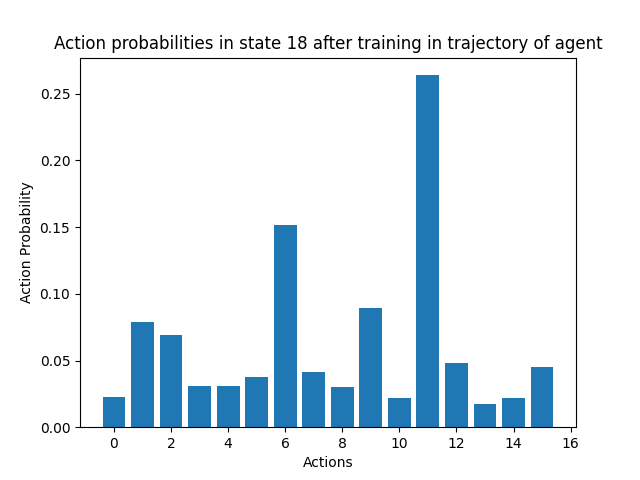 Action probabilities in state 18 after training in trajectory of agent
0.25
0.20
0.15
0.10
0.05
0.00
Action Probability
0 2 4 6 8 10 12 14 16
Actions